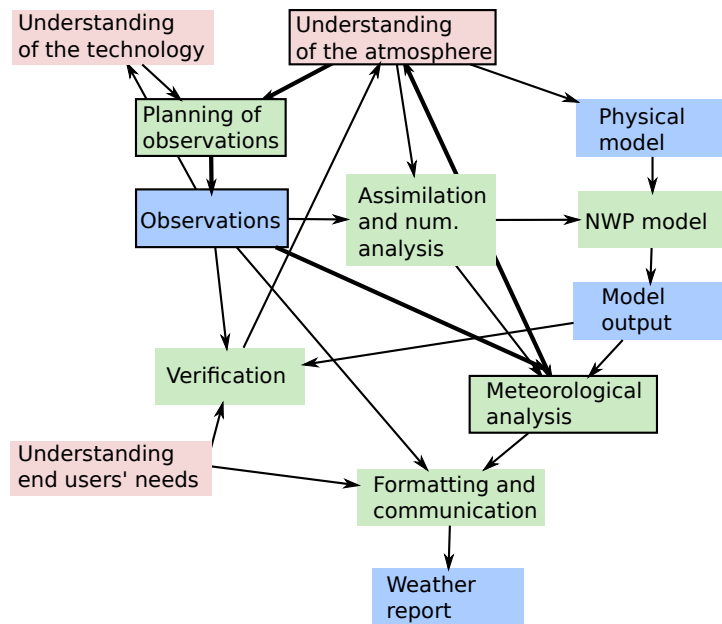 Understanding
of the technology
Understanding
of the atmosphere
Planning of
observations
Physical
model
Observations
Assimilation
and num.
analysis
NWP model
Model
output
Verification
Meteorological
analysis
Understanding
end users' needs
Formatting and
communication
Weather
report